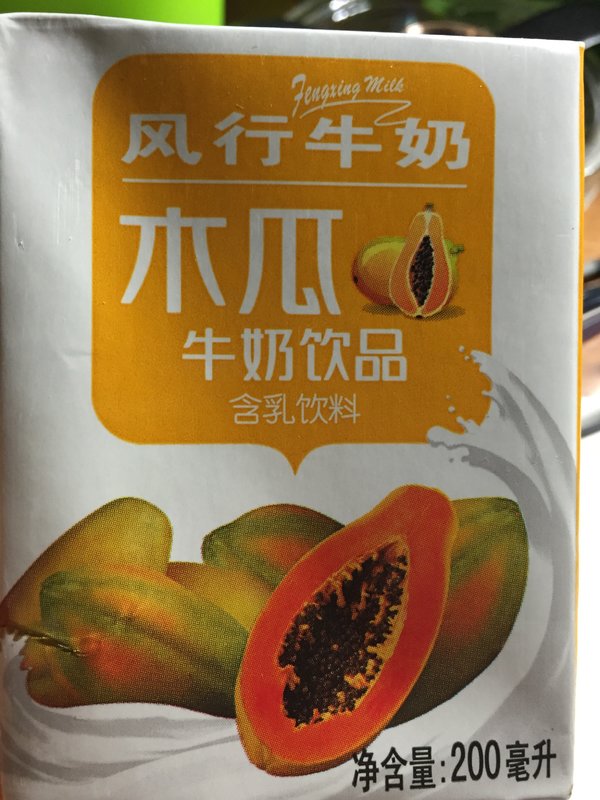 Fengxing Milk
风行牛奶
木瓜
牛奶饮品
含乳饮料
净含量:200毫升